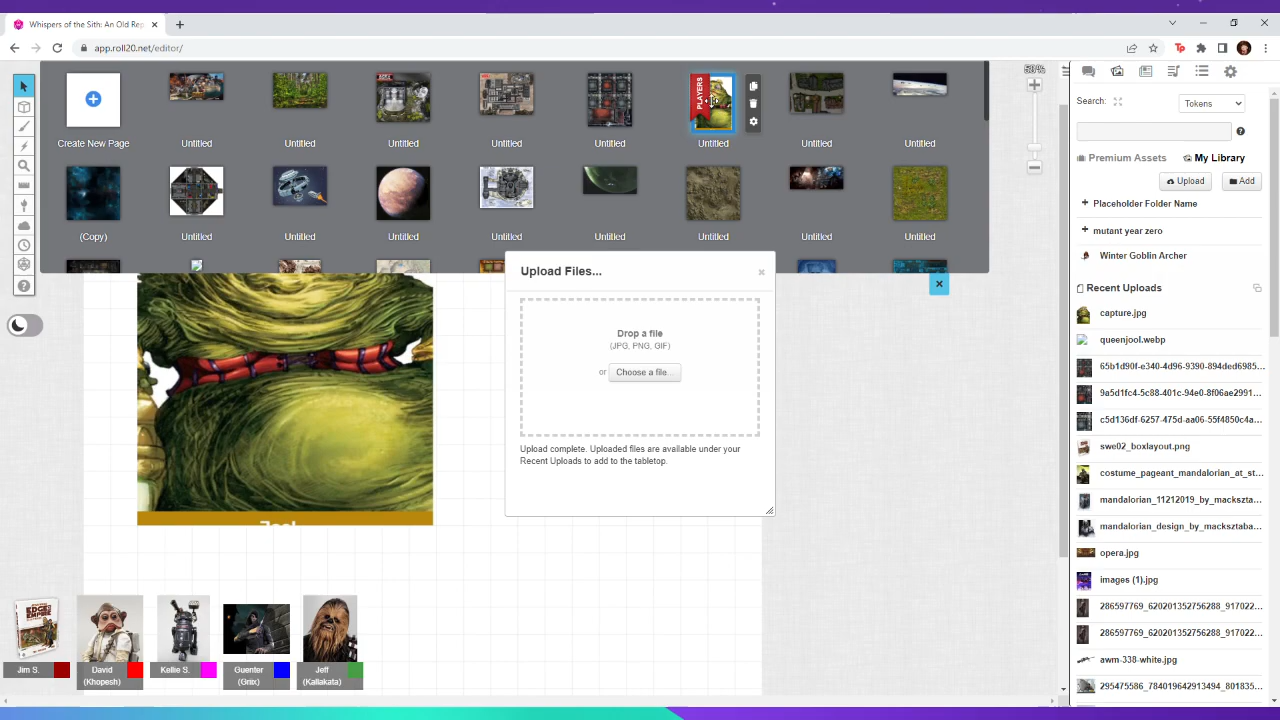 Whispers of the Sith: An Old Rep
app.roll20.net/editor/
Tp
58%
PLAYERS
Create New Page
Untitled
Untitled
Untitled
Untitled
Untitled
Untitled
Untitled
Untitled
(Copy)
Untitled
Untitled
Untitled
Untitled
Untitled
Untitled
Untitled
Untitled
Upload Files...
Drop a file
(JPG, PNG, GIF)
or Choose a file...
Upload complete. Uploaded files are available under your
Recent Uploads to add to the tabletop.
Search:
Tokens
Premium Assets
My Library
Upload
Add
Placeholder Folder Name
mutant year zero
Winter Goblin Archer
Recent Uploads
capture.jpg
queenjool.webp
65b1d90f-e340-4d96-9390-894ded6985...
9a5d1fc4-5c88-401c-94e0-8f06ae2991...
c5d136df-6257-475d-aa06-55f4850c4a...
swe02_boxlayout.png
costume_pageant_mandalorian_at_st...
mandalorian_11212019_by_macksztaba...
mandalorian_design_by_macksztaba...
opera.jpg
images (1).jpg
286597769_620201352756288_917022...
286597769_620201352756288_917022...
awm-338-white.jpg
295475586_784019642913494_801835...
EDGE
EMPIRE
Jim S.
David
(Khopesh)
Kellie S.
Guenter
(Grix)
Jeff
(Kallakata)